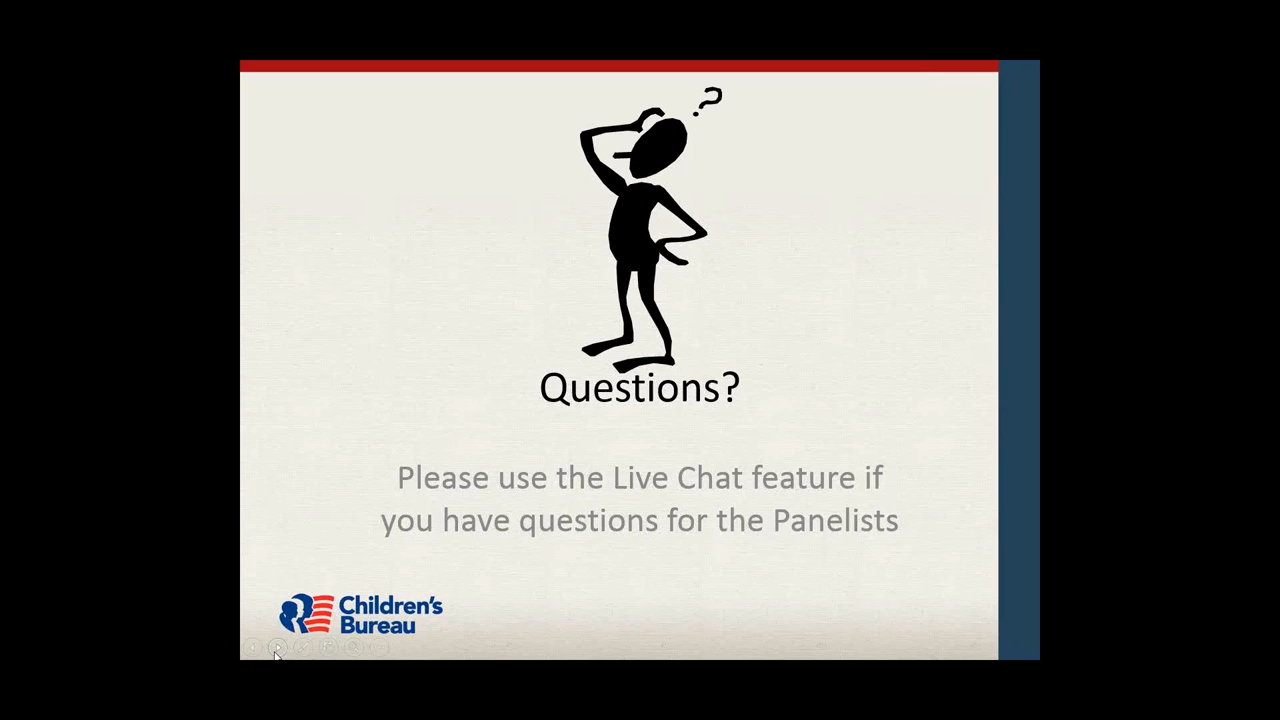 ?
Questions?
Please use the Live Chat feature if
you have questions for the Panelists
Children's
Bureau